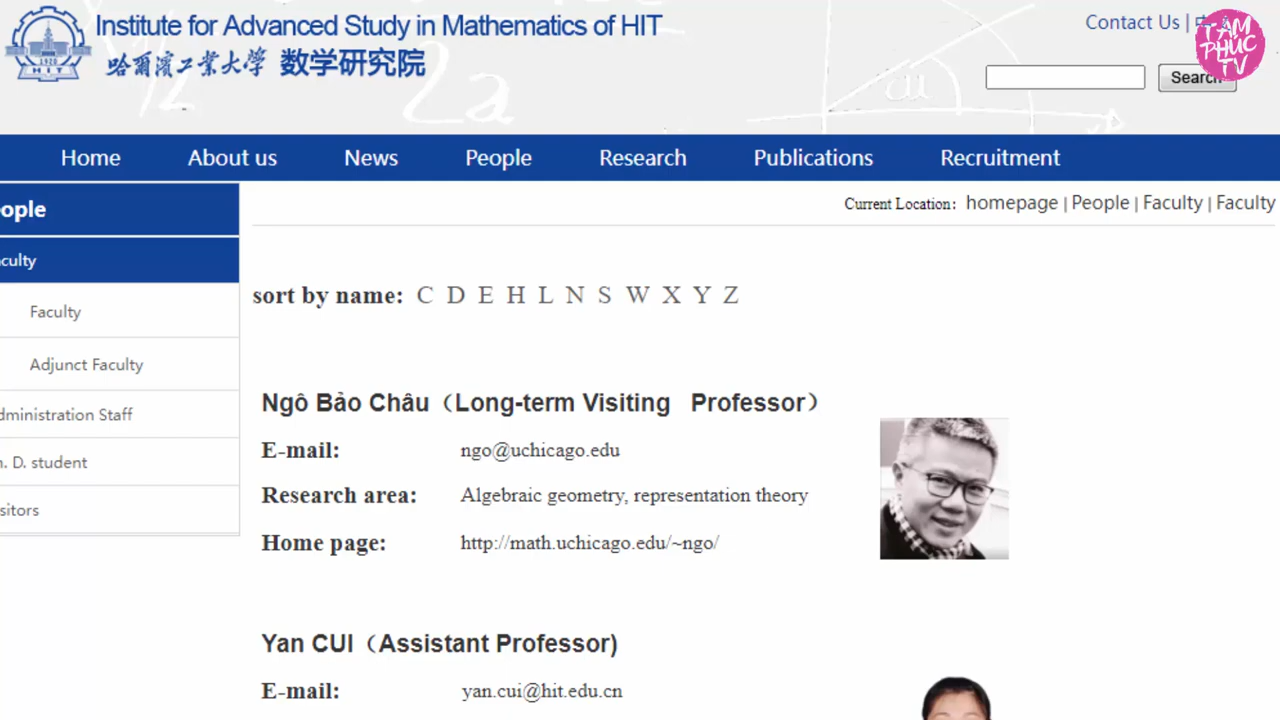 Institute for Advanced Study in Mathematics of HIT
哈爾濱工業大學 数学研究院
1920
HIT
Contact Us |
TÂM PHÚC TV
Search
Home About us News People Research Publications Recruitment
ople
culty
Faculty
Adjunct Faculty
dministration Staff
h. D. student
sitors
Current Location: homepage | People | Faculty | Faculty
sort by name: C D E H L N S W X Y Z
Ngô Bảo Châu（Long-term Visiting Professor）
E-mail: ngo@uchicago.edu
Research area: Algebraic geometry, representation theory
Home page: http://math.uchicago.edu/~ngo/
Yan CUI（Assistant Professor)
E-mail: yan.cui@hit.edu.cn